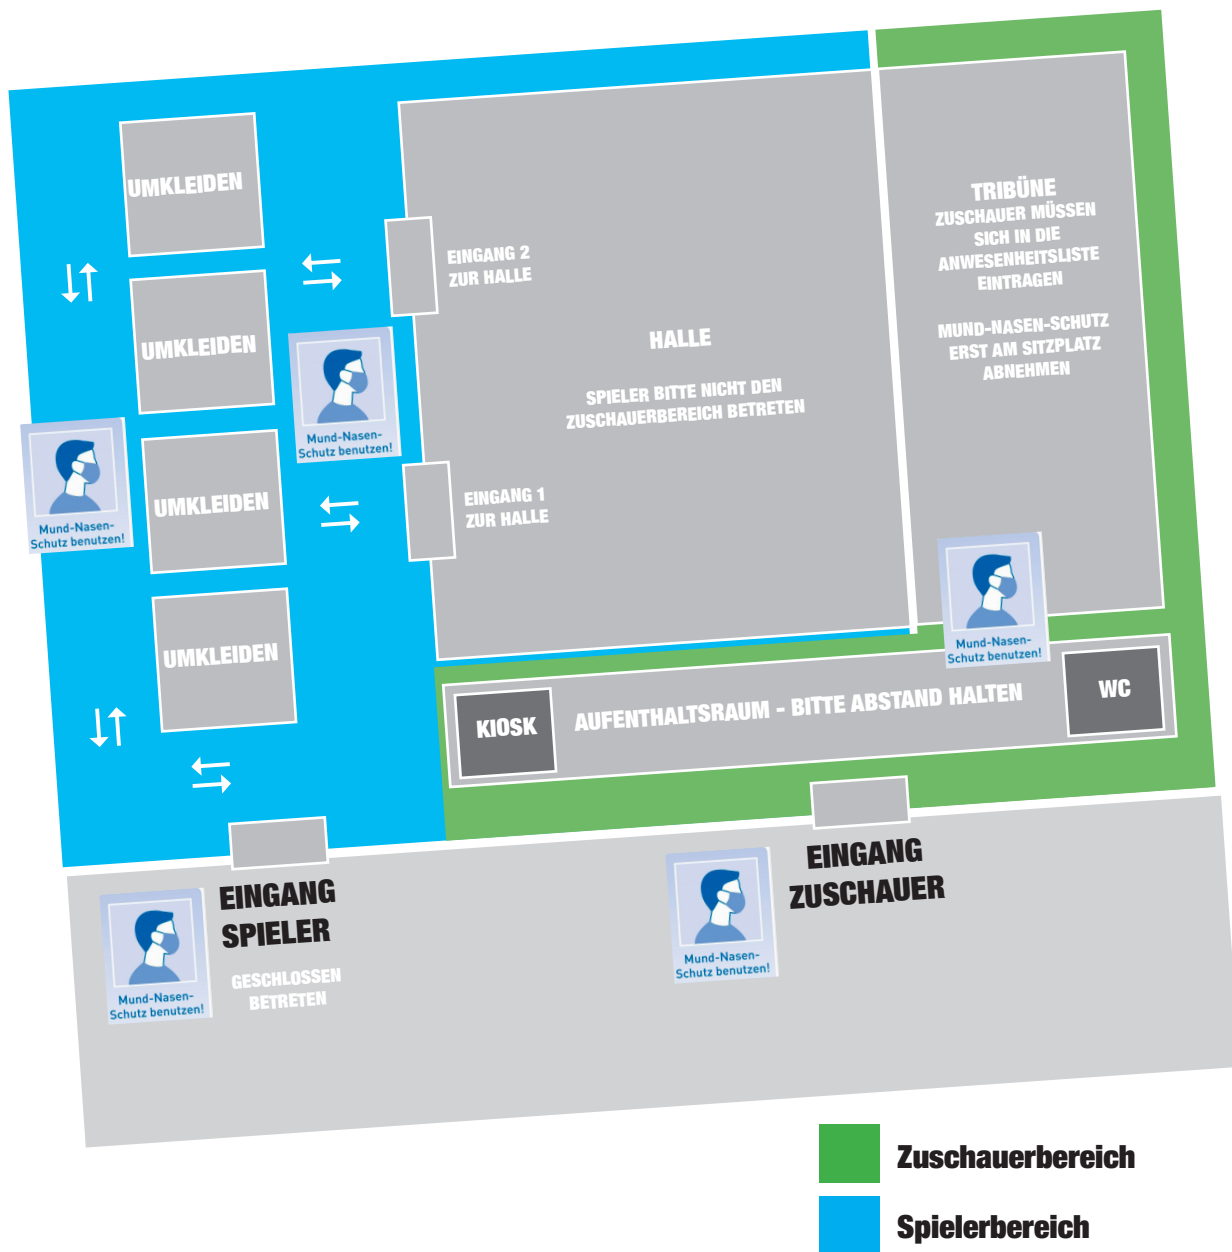 UMKLEIDEN
UMKLEIDEN
UMKLEIDEN
UMKLEIDEN
EINGANG 2
ZUR HALLE
EINGANG 1
ZUR HALLE
Mund-Nasen-
Schutz benutzen!
Mund-Nasen-
Schutz benutzen!
HALLE
SPIELER BITTE NICHT DEN
ZUSCHAUERBEREICH BETRETEN
TRIBÜNE
ZUSCHAUER MÜSSEN
SICH IN DIE
ANWESENHEITSLISTE
EINTRAGEN
MUND-NASEN-SCHUTZ
ERST AM SITZPLATZ
ABNEHMEN
Mund-Nasen-
Schutz benutzen!
KIOSK
AUFENTHALTSRAUM - BITTE ABSTAND HALTEN
WC
EINGANG
SPIELER
GESCHLOSSEN
BETRETEN
Mund-Nasen-
Schutz benutzen!
EINGANG
ZUSCHAUER
Mund-Nasen-
Schutz benutzen!
Zuschauerbereich
Spielerbereich